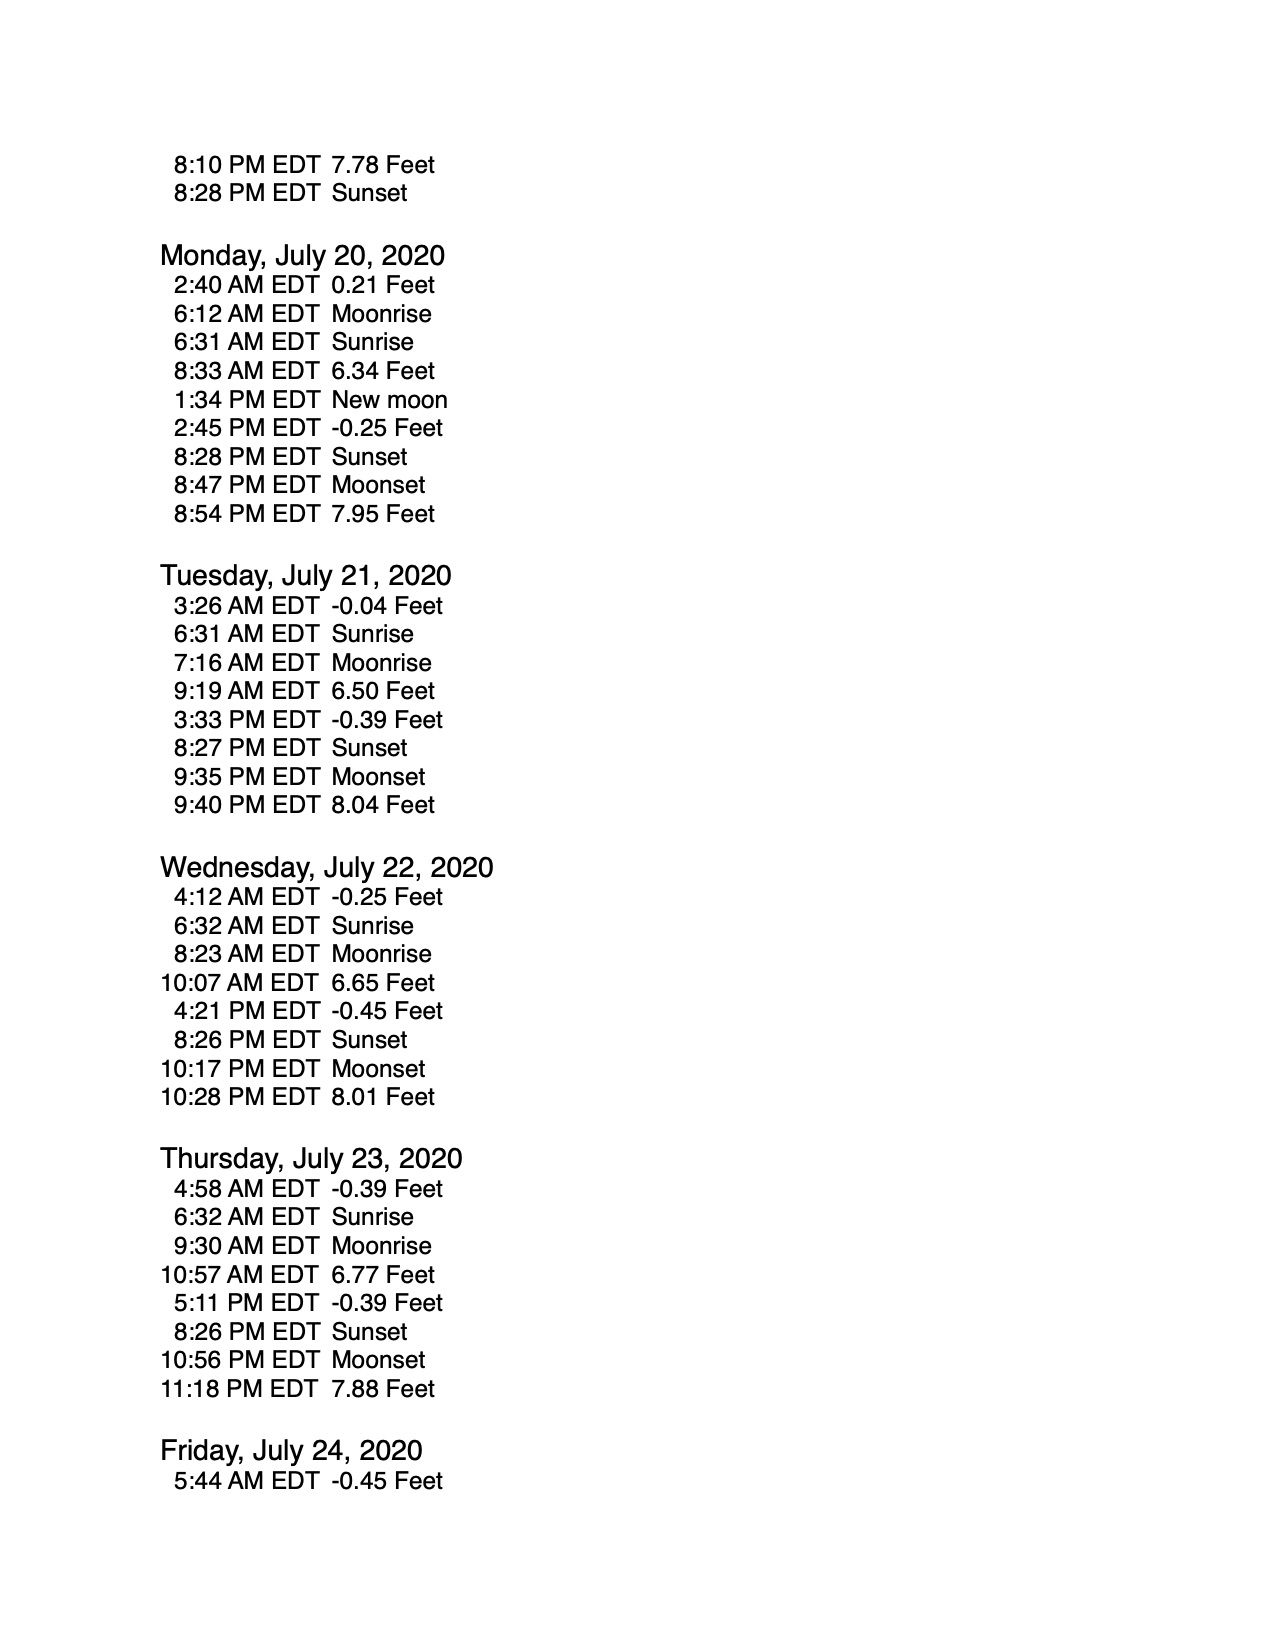 8:10 PM EDT 7.78 Feet
8:28 PM EDT Sunset
Monday, July 20, 2020
2:40 AM EDT 0.21 Feet
6:12 AM EDT Moonrise
6:31 AM EDT Sunrise
8:33 AM EDT 6.34 Feet
1:34 PM EDT New moon
2:45 PM EDT -0.25 Feet
8:28 PM EDT Sunset
8:47 PM EDT Moonset
8:54 PM EDT 7.95 Feet
Tuesday, July 21, 2020
3:26 AM EDT -0.04 Feet
6:31 AM EDT Sunrise
7:16 AM EDT Moonrise
9:19 AM EDT 6.50 Feet
3:33 PM EDT -0.39 Feet
8:27 PM EDT Sunset
9:35 PM EDT Moonset
9:40 PM EDT 8.04 Feet
Wednesday, July 22, 2020
4:12 AM EDT -0.25 Feet
6:32 AM EDT Sunrise
8:23 AM EDT Moonrise
10:07 AM EDT 6.65 Feet
4:21 PM EDT -0.45 Feet
8:26 PM EDT Sunset
10:17 PM EDT Moonset
10:28 PM EDT 8.01 Feet
Thursday, July 23, 2020
4:58 AM EDT -0.39 Feet
6:32 AM EDT Sunrise
9:30 AM EDT Moonrise
10:57 AM EDT 6.77 Feet
5:11 PM EDT -0.39 Feet
8:26 PM EDT Sunset
10:56 PM EDT Moonset
11:18 PM EDT 7.88 Feet
Friday, July 24, 2020
5:44 AM EDT -0.45 Feet